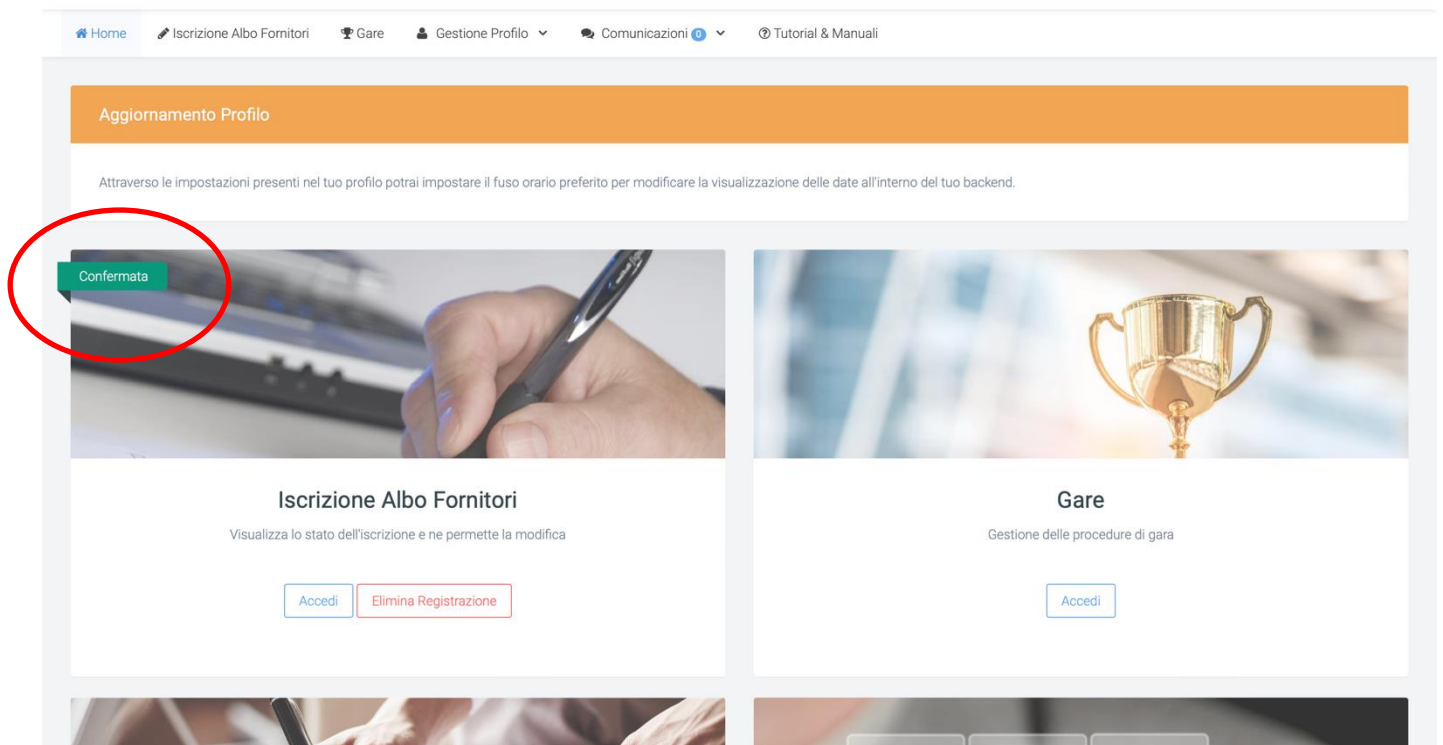 Home Iscrizione Albo Fornitori Gare Gestione Profilo Comunicazioni 0 Tutorial & Manuali
Aggiornamento Profilo
Attraverso le impostazioni presenti nel tuo profilo potrai impostare il fuso orario preferito per modificare la visualizzazione delle date all'interno del tuo backend.
Confermata
Iscrizione Albo Fornitori
Visualizza lo stato dell'iscrizione e ne permette la modifica
Accedi Elimina Registrazione
Gare
Gestione delle procedure di gara
Accedi